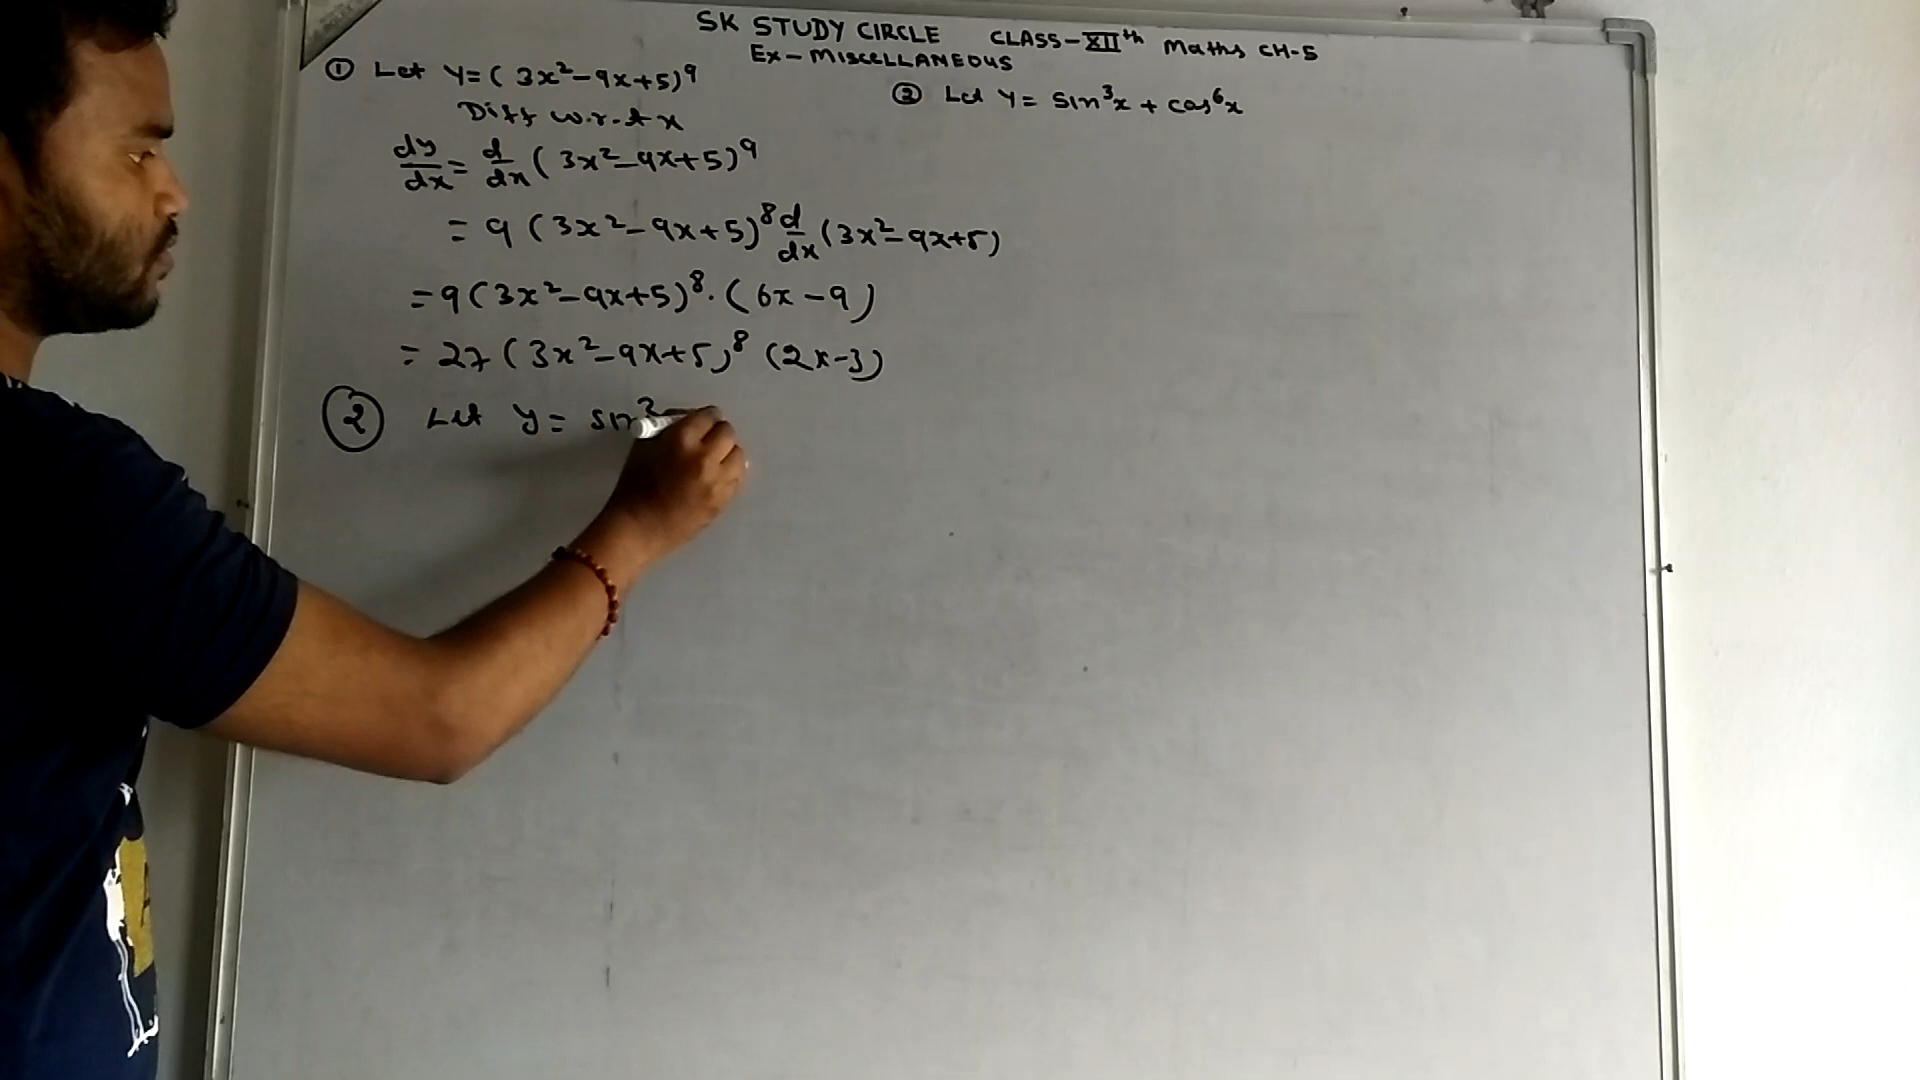 SK STUDY CIRCLE CLASS-XIIth Maths CH-5
Ex-MISCELLANEOUS
① Let Y=(3x²-9x+5)⁹
② Let Y= sin³x + cos⁶x
Diff w.r.t x
dy/dx = d/dx (3x²-9x+5)⁹
= 9(3x²-9x+5)⁸ d/dx (3x²-9x+5)
=9(3x²-9x+5)⁸.(6x-9)
= 27(3x²-9x+5)⁸ (2x-3)
② Let y= sin³